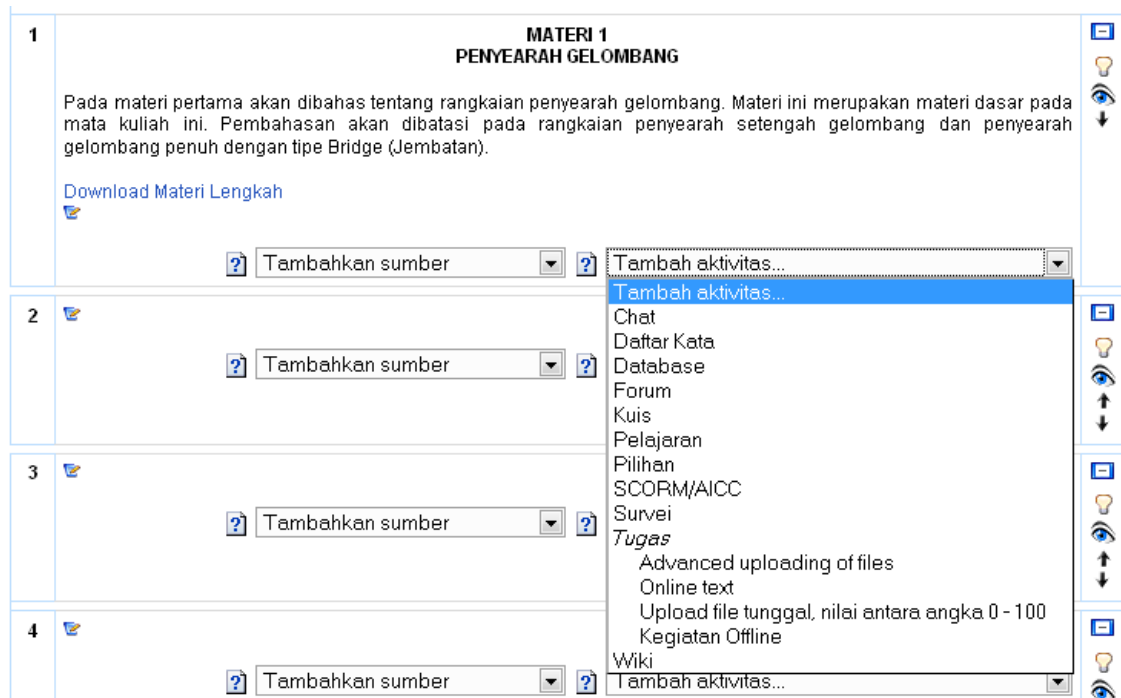 1
MATERI 1
PENYEARAH GELOMBANG
Pada materi pertama akan dibahas tentang rangkaian penyearah gelombang. Materi ini merupakan materi dasar pada
mata kuliah ini. Pembahasan akan dibatasi pada rangkaian penyearah setengah gelombang dan penyearah
gelombang penuh dengan tipe Bridge (Jembatan).
Download Materi Lengkah
? Tambahkan sumber ? Tambah aktivitas...
Tambah aktivitas...
Chat
Daftar Kata
Database
Forum
Kuis
Pelajaran
Pilihan
SCORM/AICC
Survei
Tugas
Advanced uploading of files
Online text
Upload file tunggal, nilai antara angka 0 - 100
Kegiatan Offline
Wiki
2
? Tambahkan sumber ?
3
? Tambahkan sumber ?
4
? Tambahkan sumber ? Tambah aktivitas...